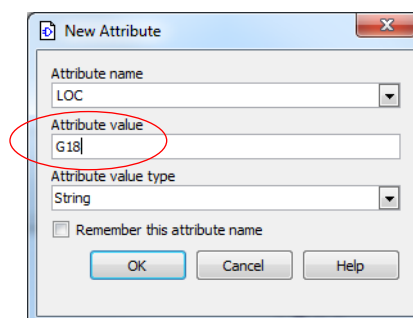 New Attribute
Attribute name
LOC
Attribute value
G18
Attribute value type
String
Remember this attribute name
OK Cancel Help